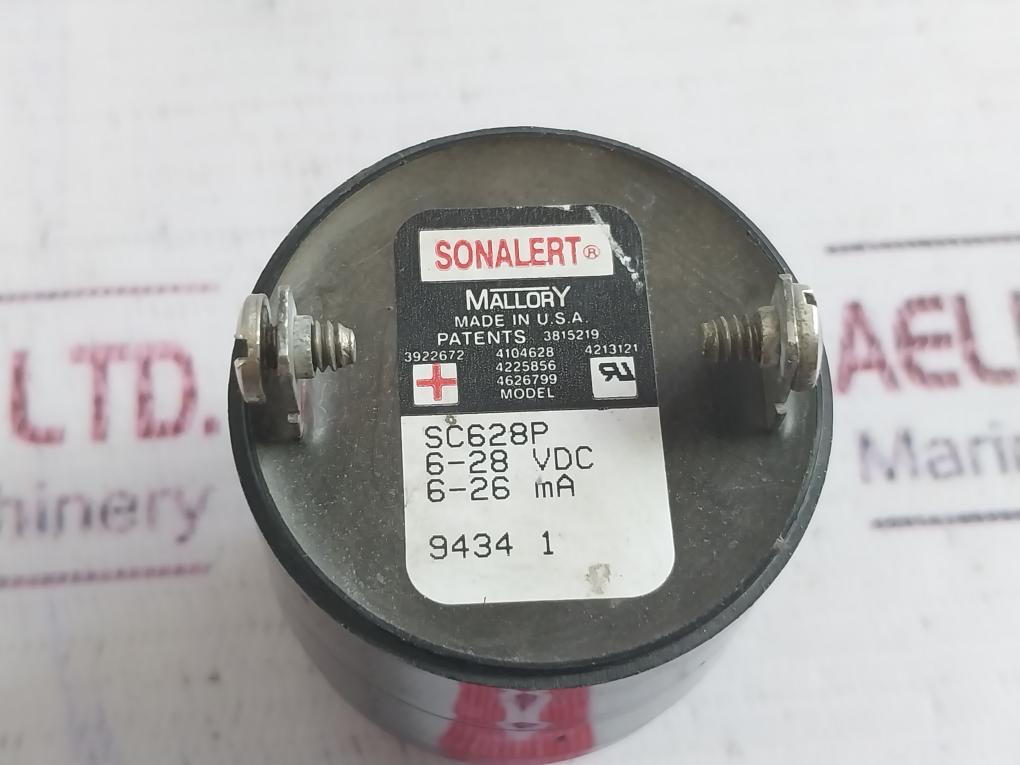 SONALERT®
MALLORY
MADE IN U.S.A.
PATENTS 3815219
3922672 4104628 4213121
4225856
4626799
MODEL
SC628P
6-28 VDC
6-26 mA
9434 1
LTD.
AEL
Mari